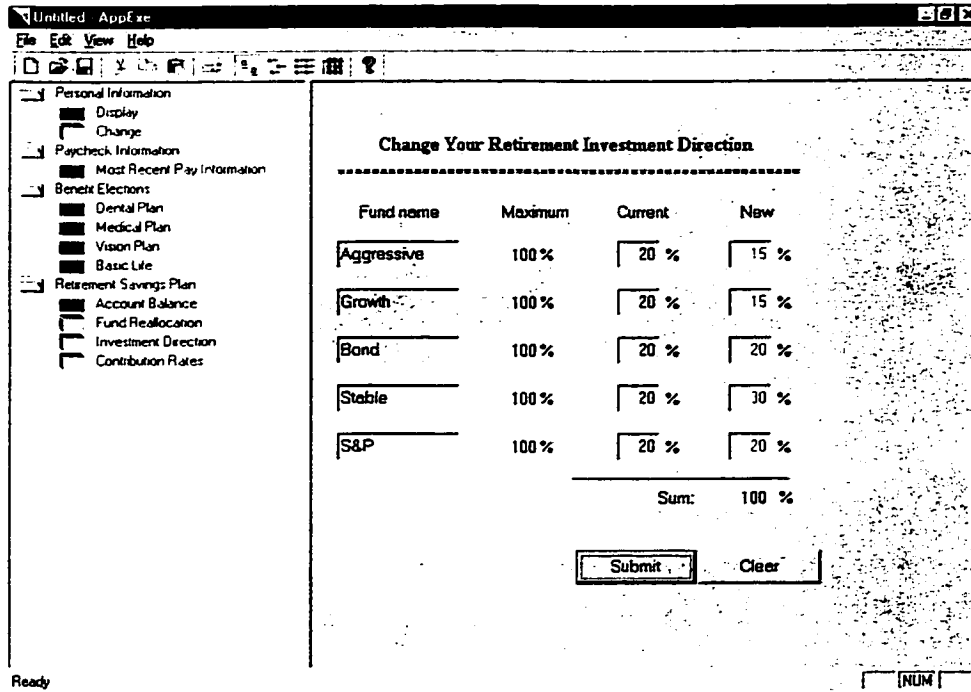 Untitled - AppExe
File Edit View Help
Personal Information
Display
Change
Paycheck Information
Most Recent Pay Information
Benefit Elections
Dental Plan
Medical Plan
Vision Plan
Basic Life
Retirement Savings Plan
Account Balance
Fund Reallocation
Investment Direction
Contribution Rates
Change Your Retirement Investment Direction
Fund name Maximum Current New
Aggressive 100% 20 % 15 %
Growth 100% 20 % 15 %
Bond 100% 20 % 20 %
Stable 100% 20 % 30 %
S&P 100% 20 % 20 %
Sum: 100 %
Submit Clear
Ready NUM